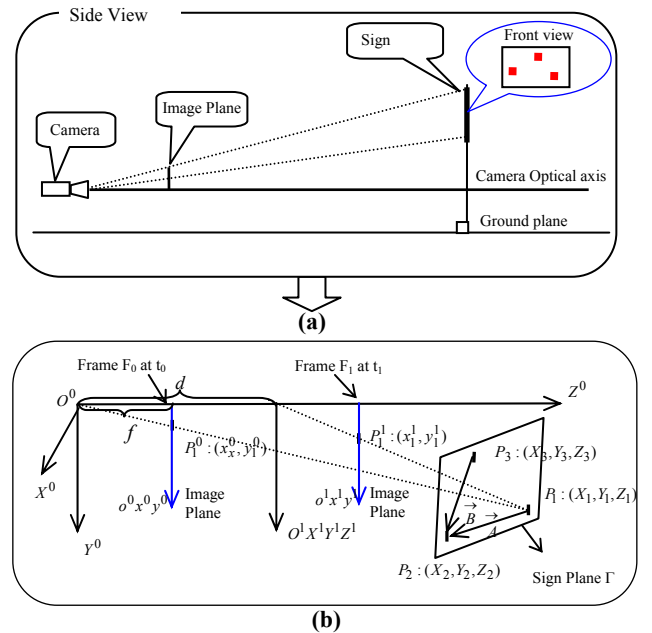 Side View
Sign
Front view
Image Plane
Camera
Camera Optical axis
Ground plane
(a)
Frame F₀ at t₀
Frame F₁ at t₁
d
O⁰
Z⁰
f
P₁⁰ : (xₓ⁰, y₁⁰)
P₁¹ : (x₁¹, y₁¹)
P₃ : (X₃, Y₃, Z₃)
X⁰
P₁ : (X₁, Y₁, Z₁)
o⁰x⁰y⁰
Image Plane
o¹x¹y¹
Image Plane
B
A
Y⁰
O¹X¹Y¹Z¹
P₂ : (X₂, Y₂, Z₂)
Sign Plane Γ
(b)